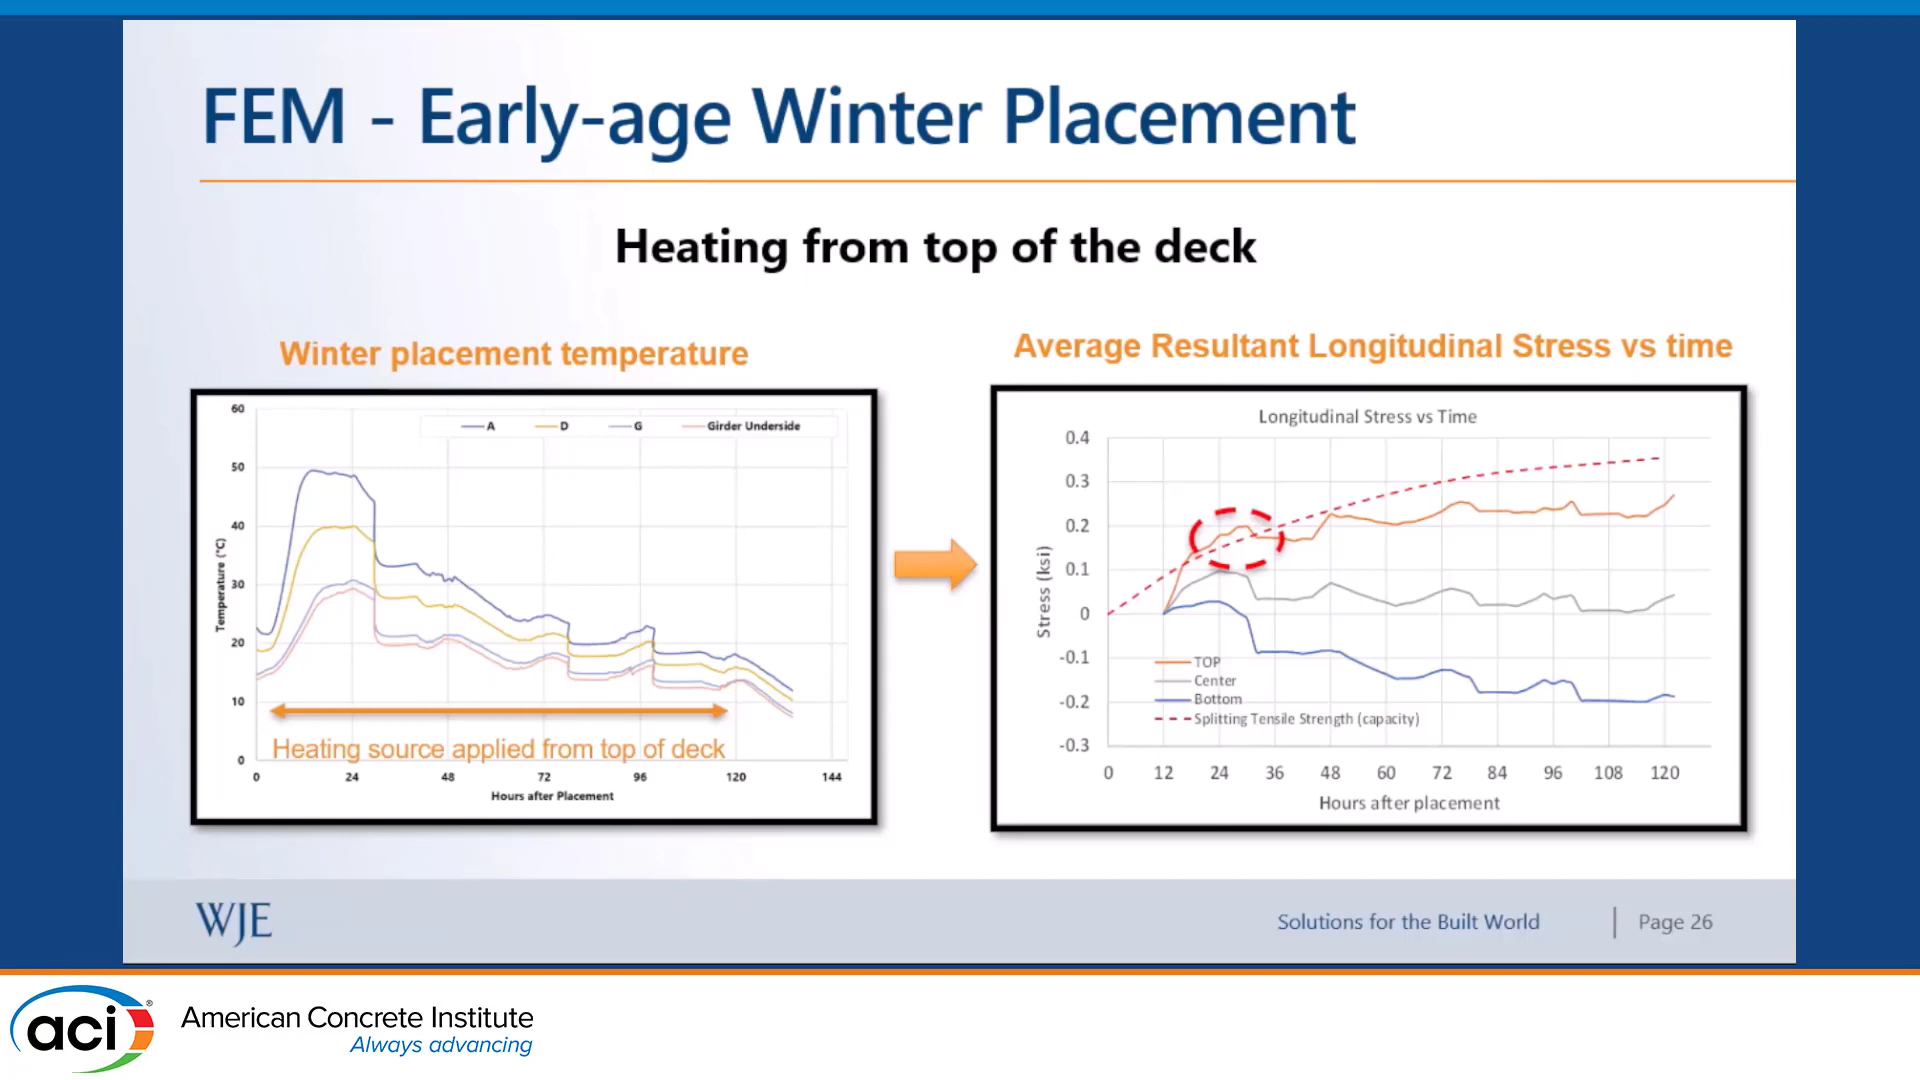 FEM - Early-age Winter Placement
Heating from top of the deck
Winter placement temperature
Average Resultant Longitudinal Stress vs time
60
50
40
30
20
10
0
Temperature (°C)
A D G Girder Underside
Heating source applied from top of deck
0 24 48 72 96 120 144
Hours after Placement
Longitudinal Stress vs Time
0.4
0.3
0.2
0.1
0
-0.1
-0.2
-0.3
Stress (ksi)
TOP
Center
Bottom
Splitting Tensile Strength (capacity)
0 12 24 36 48 60 72 84 96 108 120
Hours after placement
WJE
Solutions for the Built World | Page 26
aci®
American Concrete Institute
Always advancing